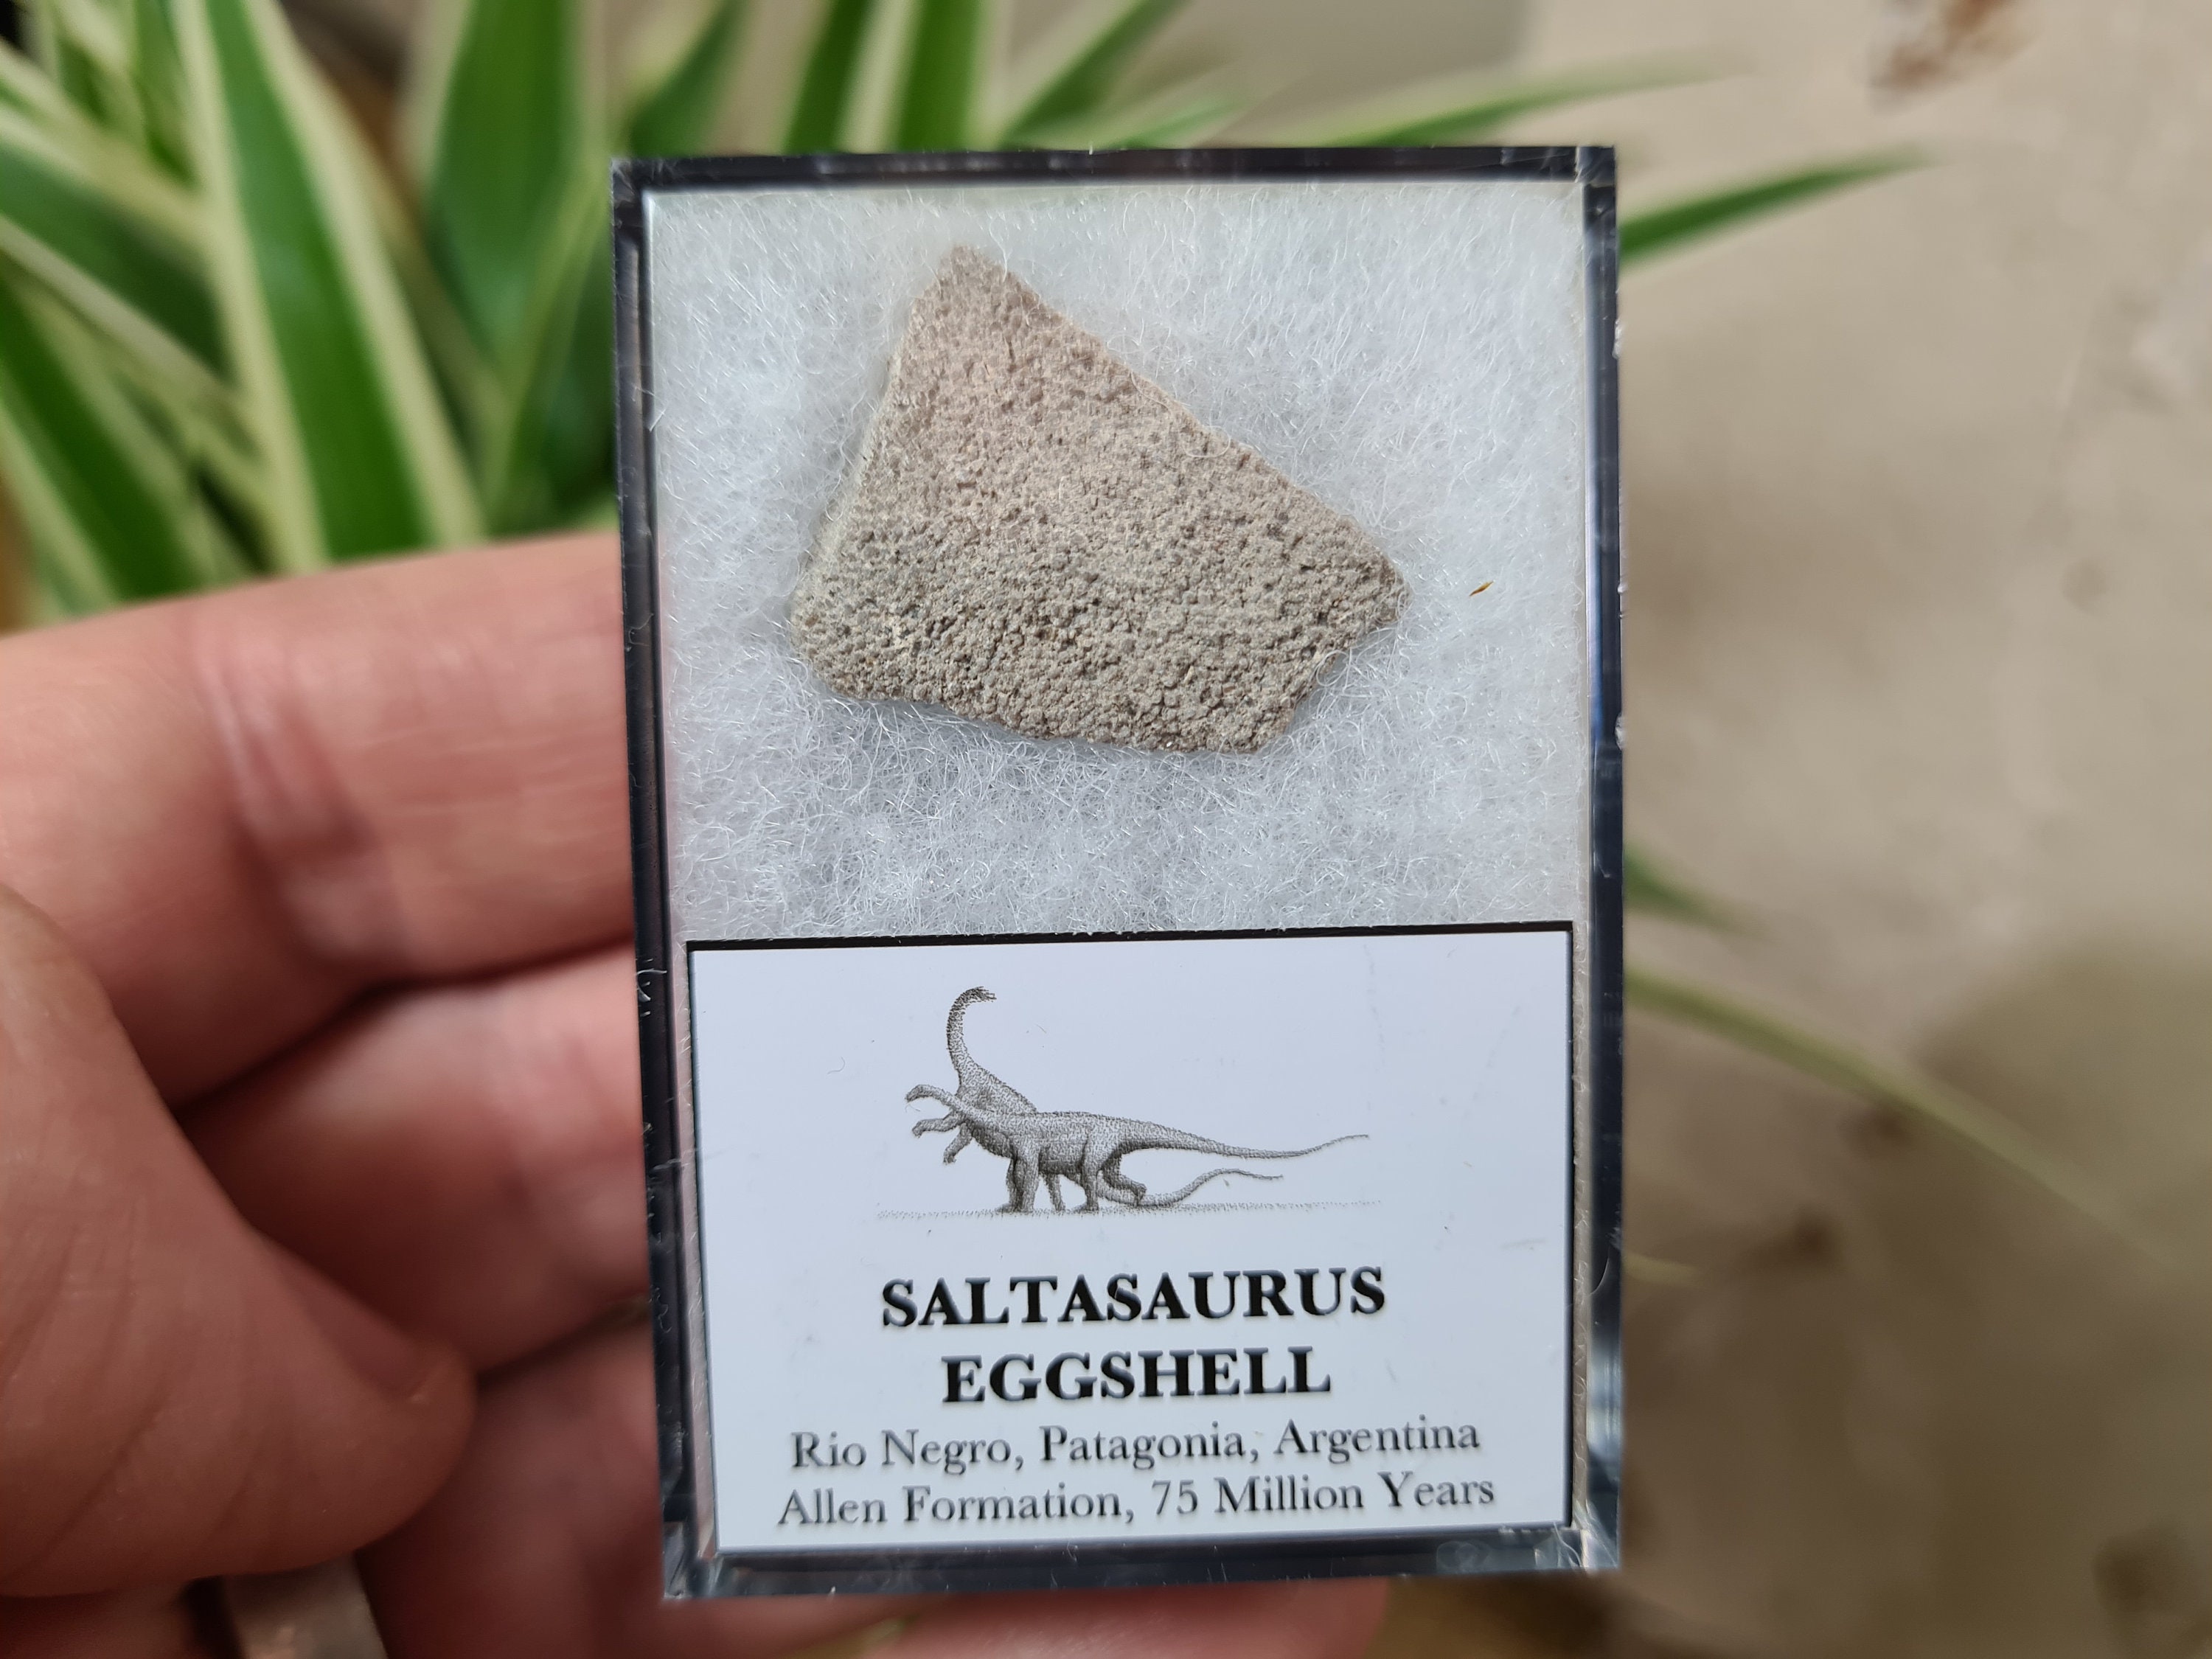 SALTASAURUS
EGGSHELL
Rio Negro, Patagonia, Argentina
Allen Formation, 75 Million Years